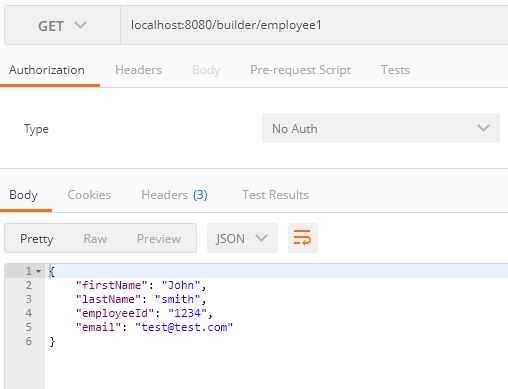 GET localhost:8080/builder/employee1
Authorization Headers Body Pre-request Script Tests
Type No Auth
Body Cookies Headers (3) Test Results
Pretty Raw Preview JSON
1 {
2 "firstName": "John",
3 "lastName": "smith",
4 "employeeId": "1234",
5 "email": "test@test.com"
6 }